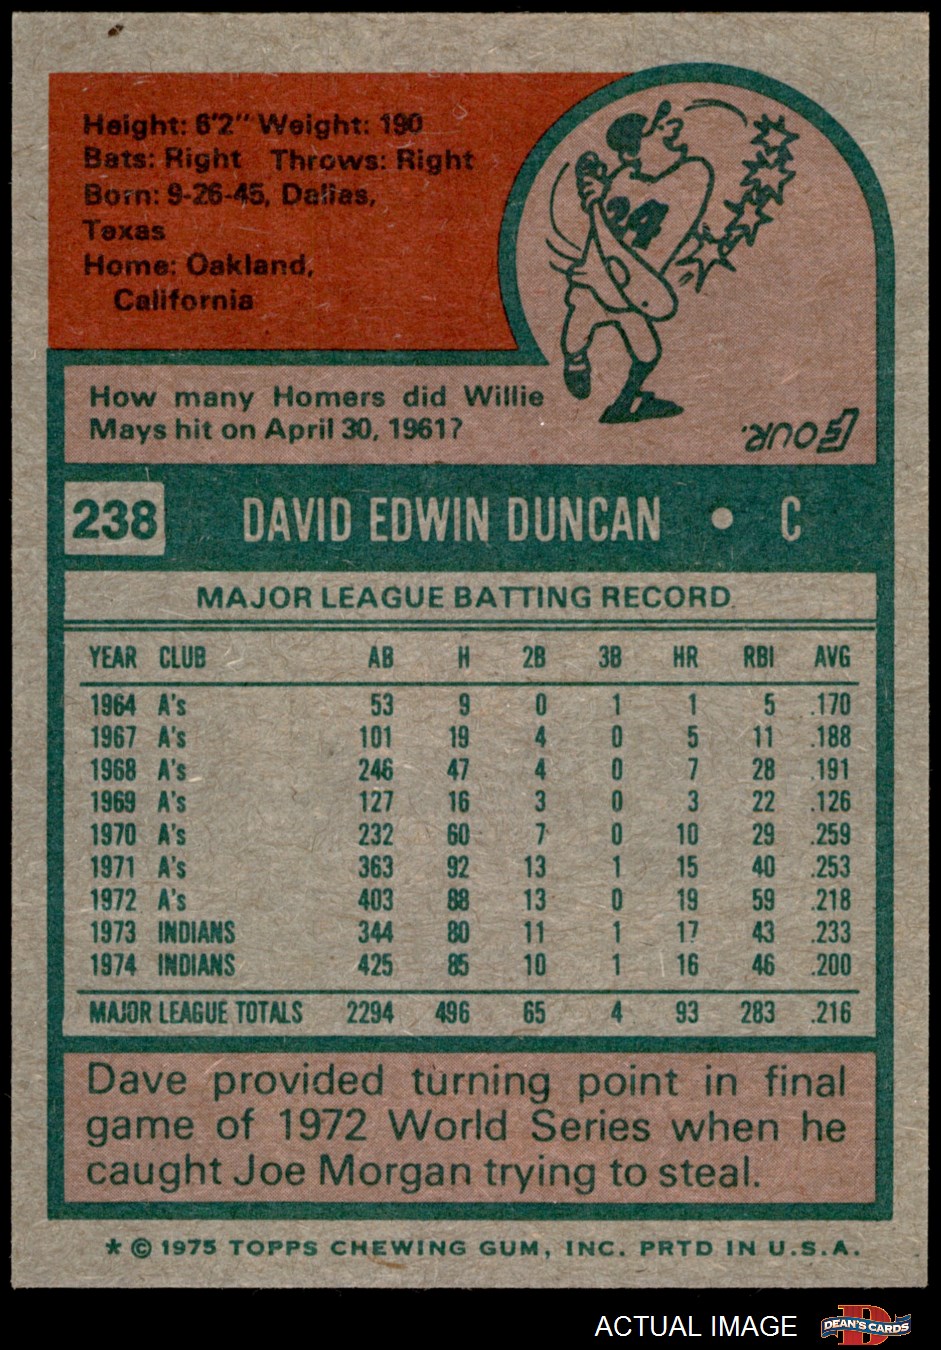 Height: 6'2" Weight: 190
Bats: Right Throws: Right
Born: 9-26-45, Dallas,
Texas
Home: Oakland,
California
24
How many Homers did Willie
Mays hit on April 30, 1961?
FOUR.
238 DAVID EDWIN DUNCAN • C
MAJOR LEAGUE BATTING RECORD
YEAR CLUB AB H 2B 3B HR RBI AVG
1964 A's 53 9 0 1 1 5 .170
1967 A's 101 19 4 0 5 11 .188
1968 A's 246 47 4 0 7 28 .191
1969 A's 127 16 3 0 3 22 .126
1970 A's 232 60 7 0 10 29 .259
1971 A's 363 92 13 1 15 40 .253
1972 A's 403 88 13 0 19 59 .218
1973 INDIANS 344 80 11 1 17 43 .233
1974 INDIANS 425 85 10 1 16 46 .200
MAJOR LEAGUE TOTALS 2294 496 65 4 93 283 .216
Dave provided turning point in final
game of 1972 World Series when he
caught Joe Morgan trying to steal.
* © 1975 TOPPS CHEWING GUM, INC. PRTD IN U.S.A.
ACTUAL IMAGE
D
DEAN'S CARDS